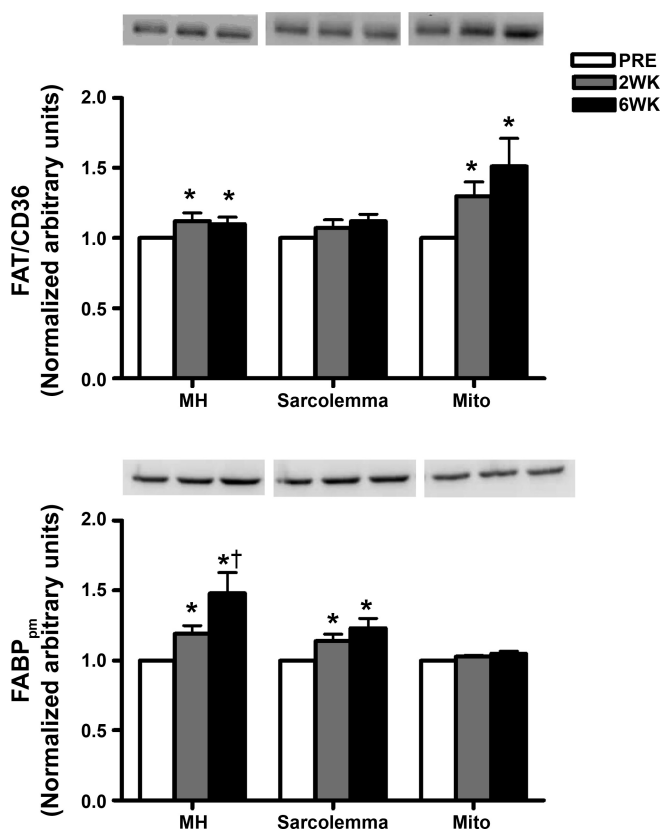 PRE
2WK
6WK
FAT/CD36
(Normalized arbitrary units)
2.0
1.5
1.0
0.5
0.0
* * * *
MH Sarcolemma Mito
FABPpm
(Normalized arbitrary units)
2.0
1.5
1.0
0.5
0.0
* *† * *
MH Sarcolemma Mito